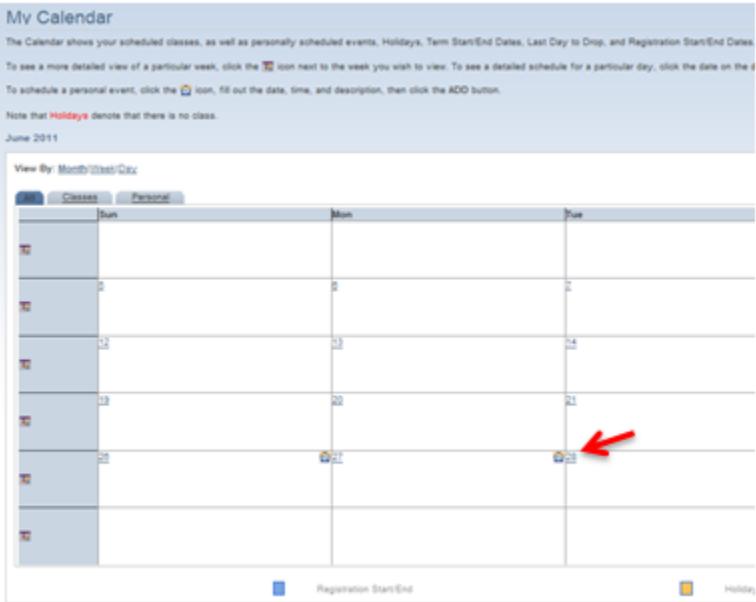 My Calendar
The Calendar shows your scheduled classes, as well as personally scheduled events, Holidays, Term Start/End Dates, Last Day to Drop, and Registration Start/End Dates.
To see a more detailed view of a particular week, click the icon next to the week you wish to view. To see a detailed schedule for a particular day, click the date on the
To schedule a personal event, click the icon, fill out the date, time, and description, then click the ADD button.
Note that Holidays denote that there is no class.
June 2011
View By: Month/Week/Day
All Classes Personal
Sun Mon Tue
5 6 7
12 13 14
19 20 21
26 27 28
Registration Start/End